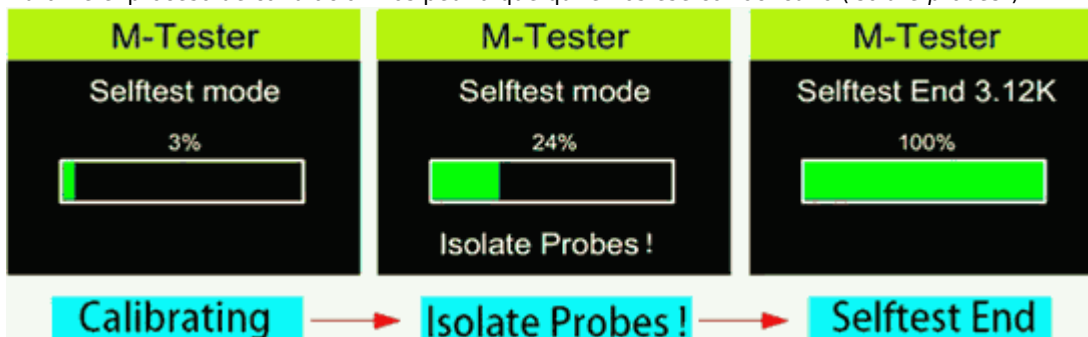 M-Tester
Selftest mode
3%
M-Tester
Selftest mode
24%
Isolate Probes !
M-Tester
Selftest End 3.12K
100%
Calibrating
Isolate Probes !
Selftest End